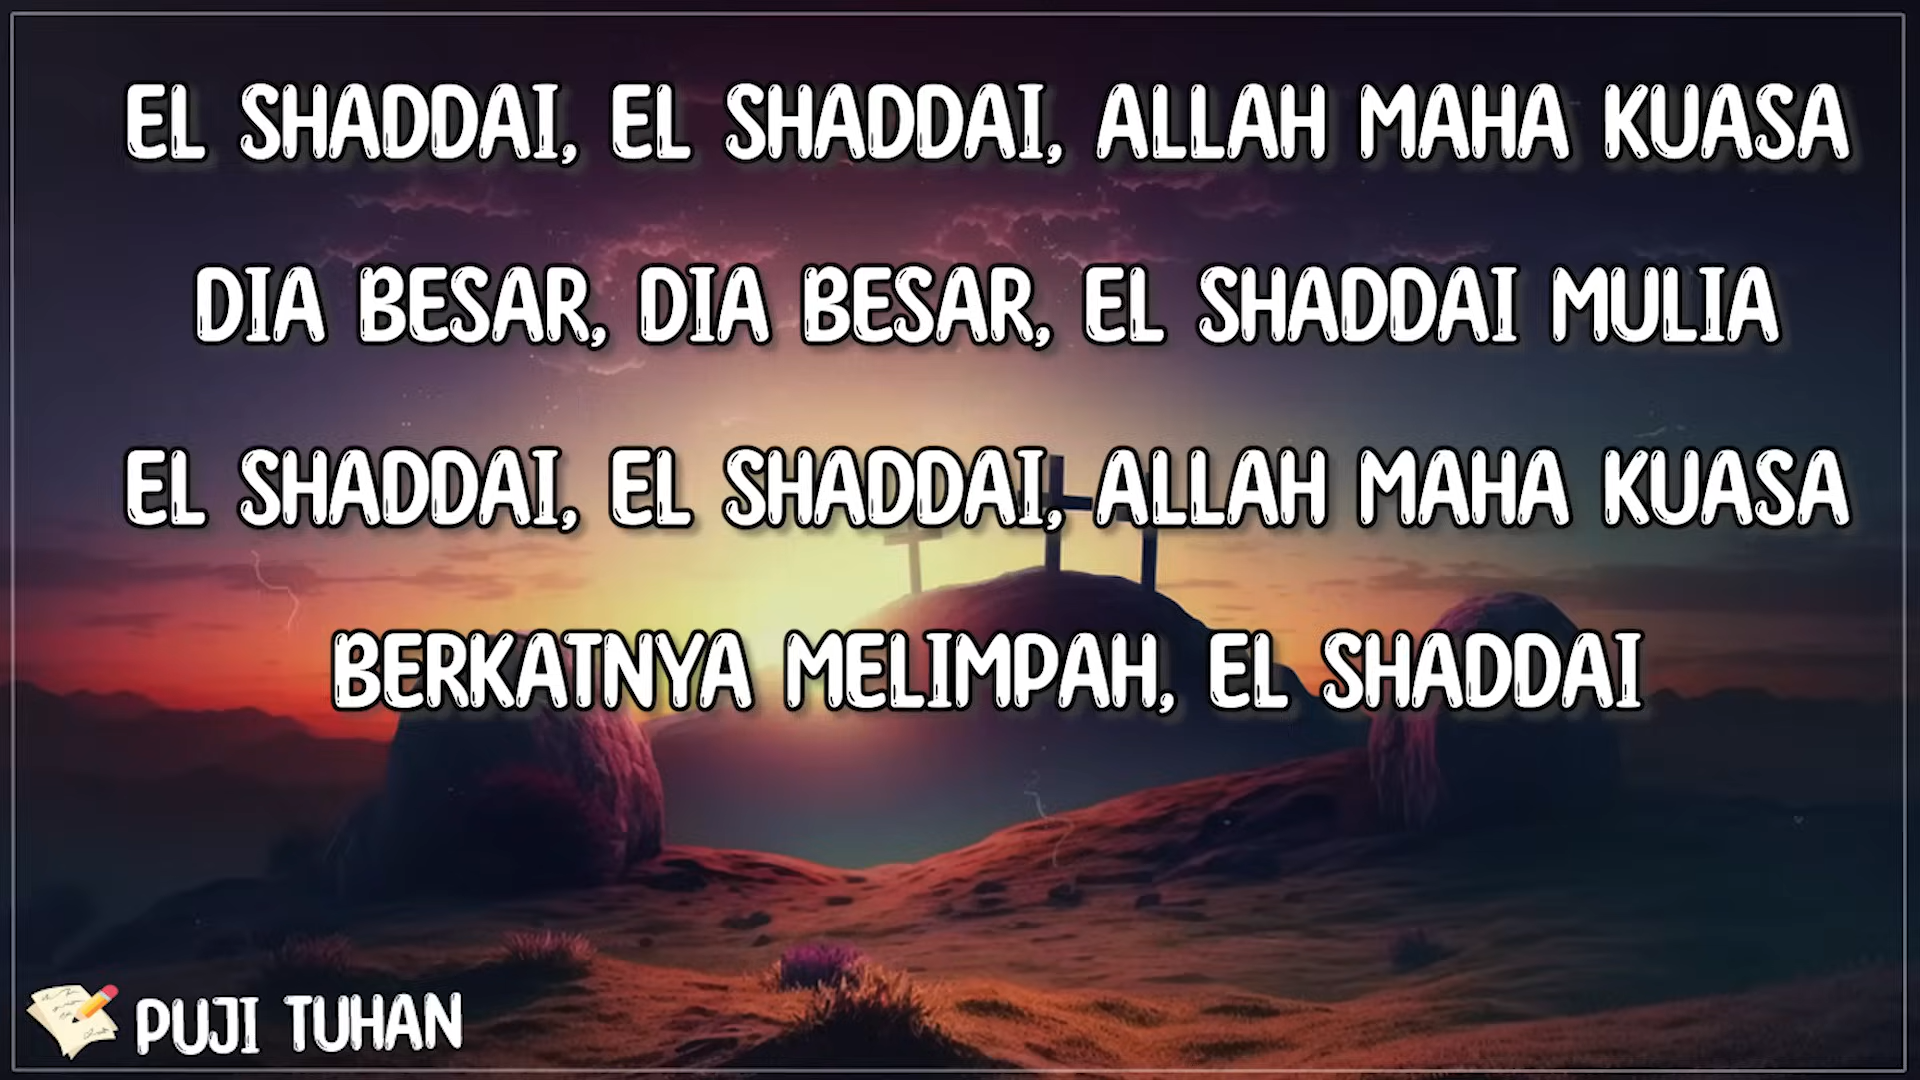 EL SHADDAI, EL SHADDAI, ALLAH MAHA KUASA
DIA BESAR, DIA BESAR, EL SHADDAI MULIA
EL SHADDAI, EL SHADDAI, ALLAH MAHA KUASA
BERKATNYA MELIMPAH, EL SHADDAI
PUJI TUHAN